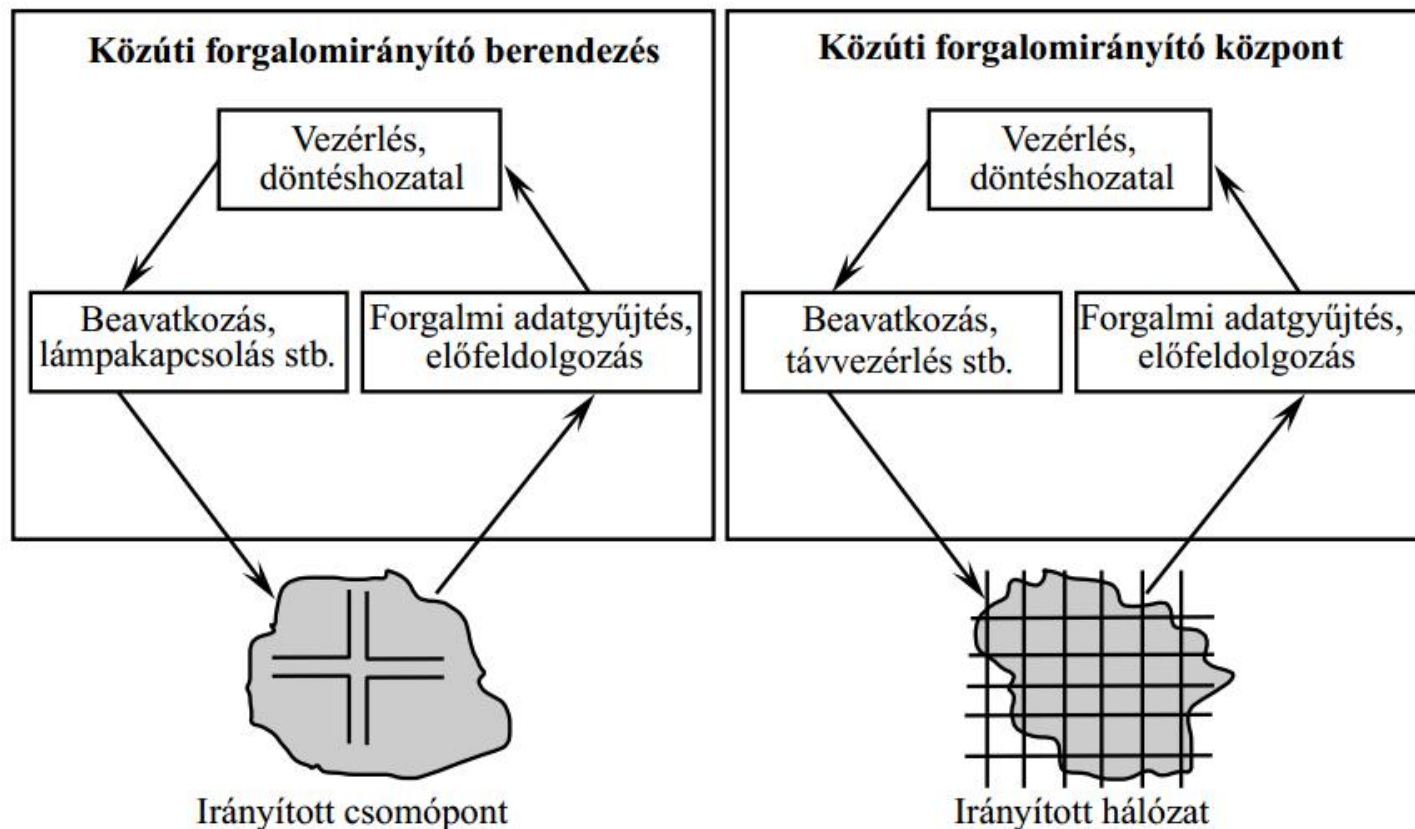 Közúti forgalomirányító berendezés
Vezérlés,
döntéshozatal
Beavatkozás,
lámpakapcsolás stb.
Forgalmi adatgyűjtés,
előfeldolgozás
Irányított csomópont
Közúti forgalomirányító központ
Vezérlés,
döntéshozatal
Beavatkozás,
távvezérlés stb.
Forgalmi adatgyűjtés,
előfeldolgozás
Irányított hálózat